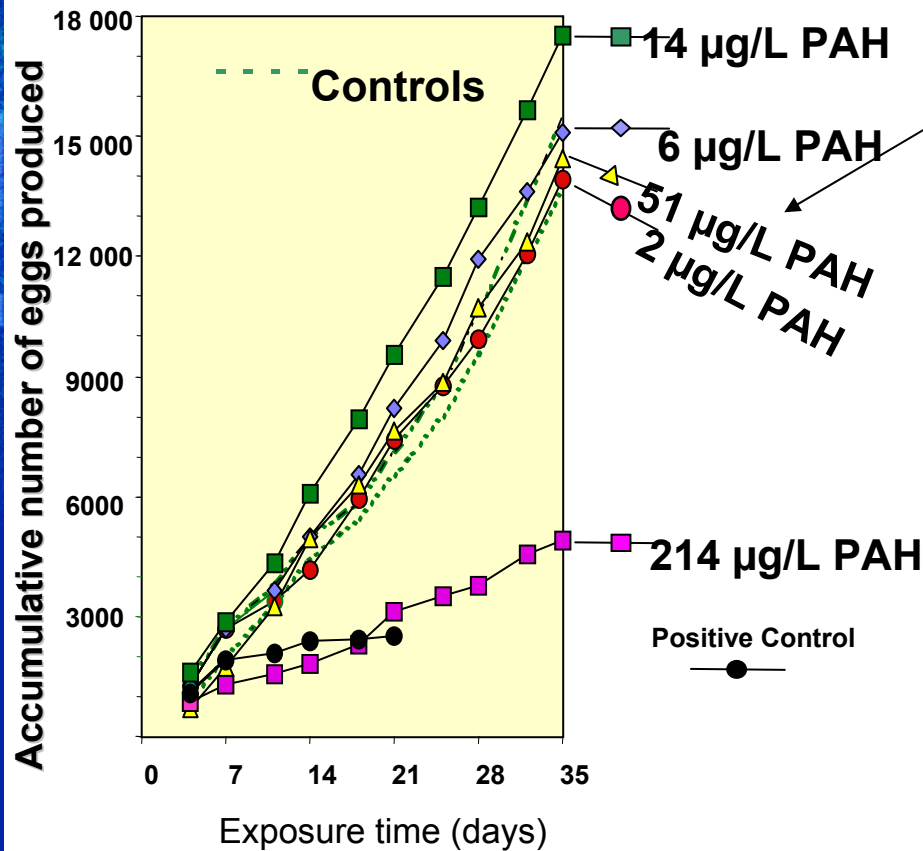 Accumulative number of eggs produced
18 000
15 000
12 000
9000
6000
3000
Controls
14 µg/L PAH
6 µg/L PAH
51 µg/L PAH
2 µg/L PAH
214 µg/L PAH
Positive Control
0 7 14 21 28 35
Exposure time (days)